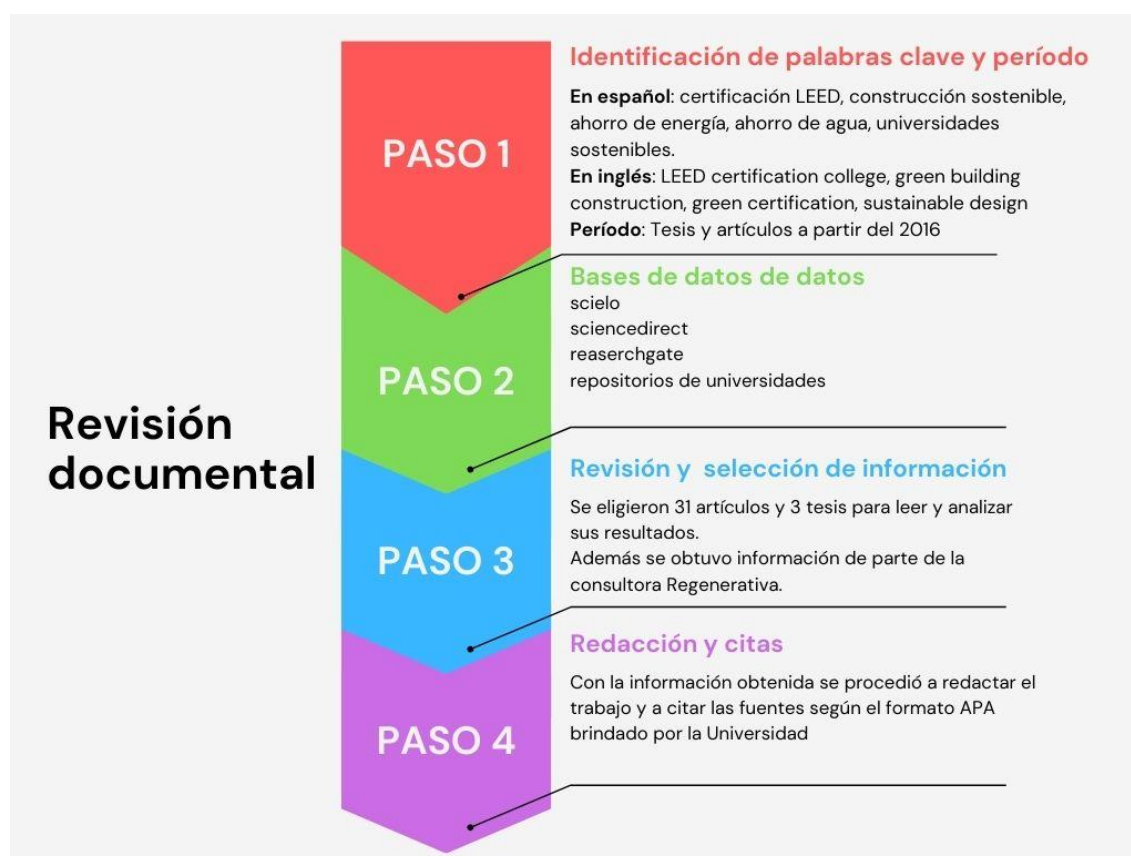 Revisión
documental
PASO 1
Identificación de palabras clave y período
En español: certificación LEED, construcción sostenible,
ahorro de energía, ahorro de agua, universidades
sostenibles.
En inglés: LEED certification college, green building
construction, green certification, sustainable design
Período: Tesis y artículos a partir del 2016
PASO 2
Bases de datos de datos
scielo
sciencedirect
reaserchgate
repositorios de universidades
PASO 3
Revisión y selección de información
Se eligieron 31 artículos y 3 tesis para leer y analizar
sus resultados.
Además se obtuvo información de parte de la
consultora Regenerativa.
PASO 4
Redacción y citas
Con la información obtenida se procedió a redactar el
trabajo y a citar las fuentes según el formato APA
brindado por la Universidad